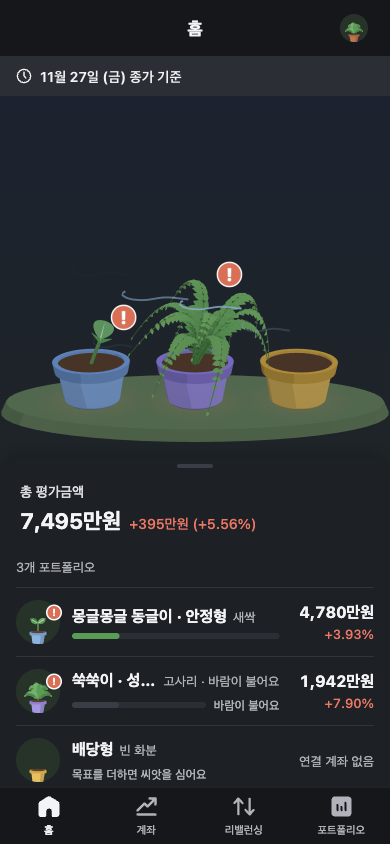 홈
11월 27일 (금) 종가 기준
!
!
총 평가금액
7,495만원 +395만원 (+5.56%)
3개 포트폴리오
!
몽글몽글 동글이 · 안정형 새싹 4,780만원
+3.93%
!
쑥쑥이 · 성... 고사리 · 바람이 불어요 1,942만원
바람이 불어요 +7.90%
배당형 빈 화분 연결 계좌 없음
목표를 더하면 씨앗을 심어요
홈 계좌 리밸런싱 포트폴리오